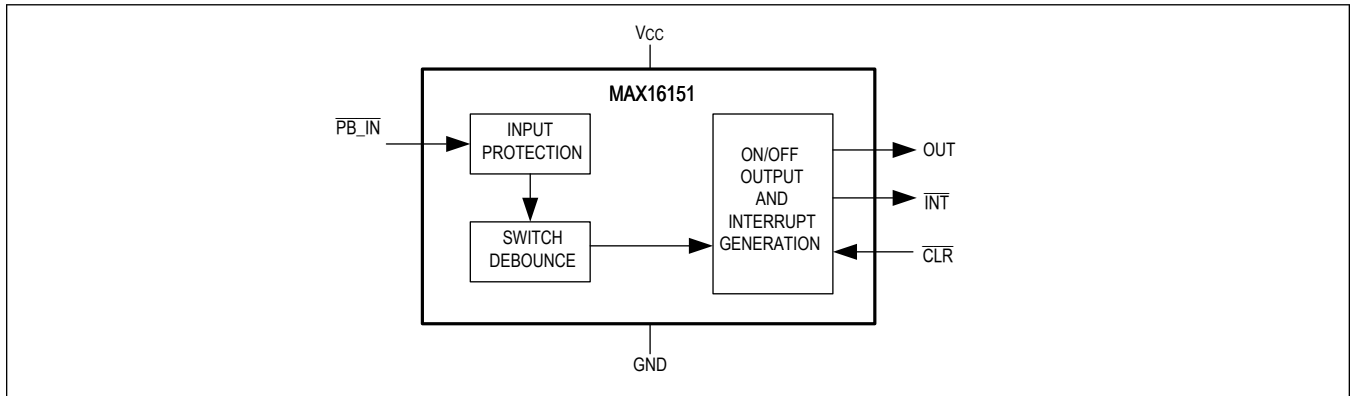 VCC
MAX16151
PB_IN
INPUT
PROTECTION
SWITCH
DEBOUNCE
ON/OFF
OUTPUT
AND
INTERRUPT
GENERATION
OUT
INT
CLR
GND